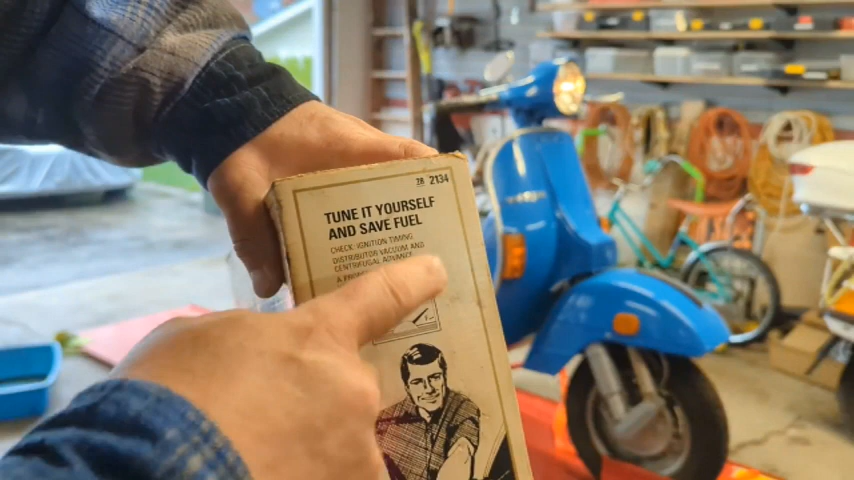 TR 2134
TUNE IT YOURSELF
AND SAVE FUEL
CHECK: IGNITION TIMING
DISTRIBUTOR VACUUM AND
CENTRIFUGAL ADVANCE
A